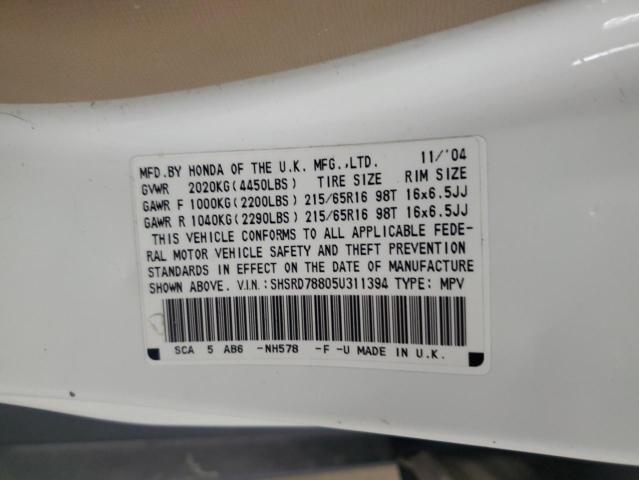 MFD.BY HONDA OF THE U.K. MFG.,LTD. 11/'04
GVWR 2020KG(4450LBS) TIRE SIZE RIM SIZE
GAWR F 1000KG(2200LBS) 215/65R16 98T 16x6.5JJ
GAWR R 1040KG(2290LBS) 215/65R16 98T 16x6.5JJ
THIS VEHICLE CONFORMS TO ALL APPLICABLE FEDE-
RAL MOTOR VEHICLE SAFETY AND THEFT PREVENTION
STANDARDS IN EFFECT ON THE DATE OF MANUFACTURE
SHOWN ABOVE. V.I.N.:SHSRD78805U311394 TYPE: MPV
SCA 5 AB6 -NH578 -F -U MADE IN U.K.